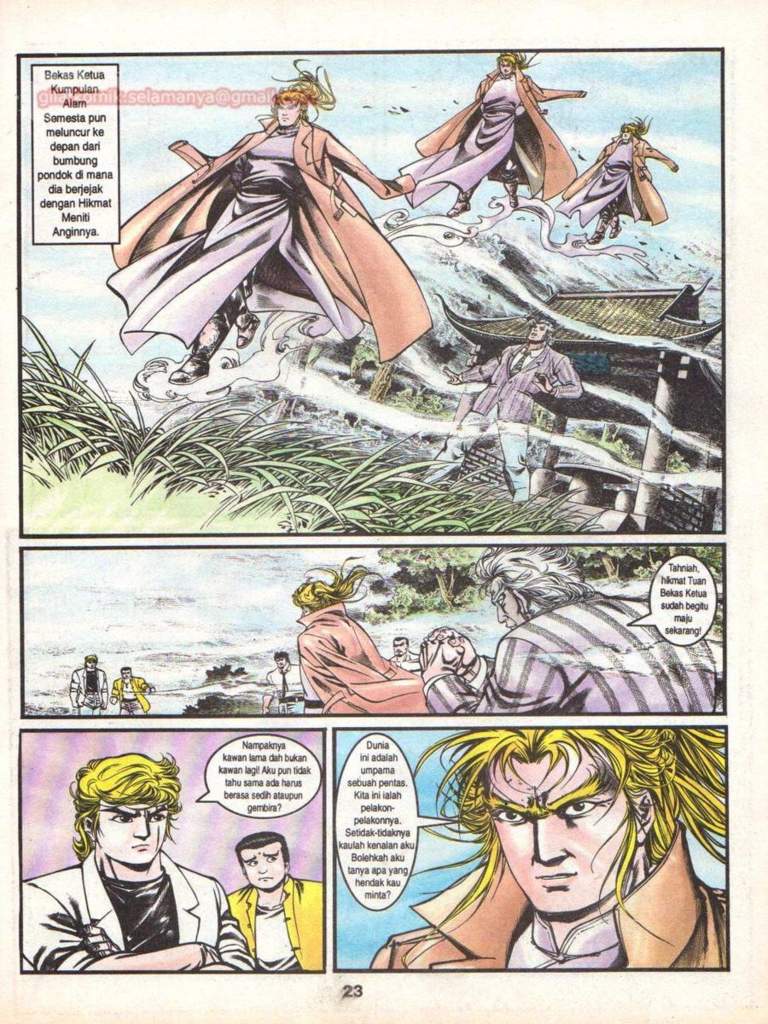 Bekas Ketua
Kumpulan
Alam
Semesta pun
meluncur ke
depan dari
bumbung
pondok di mana
dia berjejak
dengan Hikmat
Meniti
Anginnya.
Tahniah,
hikmat Tuan
Bekas Ketua
sudah begitu
maju
sekarang!
Nampaknya
kawan lama dah bukan
kawan lagi! Aku pun tidak
tahu sama ada harus
berasa sedih ataupun
gembira?
Dunia
ini adalah
umpama
sebuah pentas.
Kita ini
pelakon-
pelakonnya.
Setidak-tidaknya
kaulah kenalan aku
Bolehkah aku
tanya apa yang
hendak kau
minta?
23